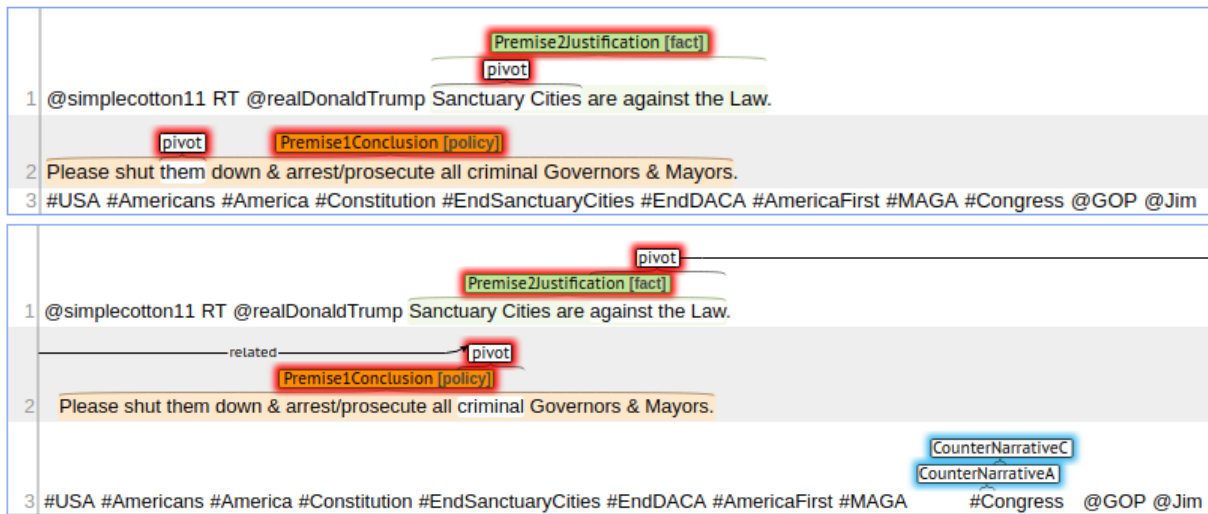 Premise2Justification [fact]
pivot
1 @simplecotton11 RT @realDonaldTrump Sanctuary Cities are against the Law.
pivot Premise1Conclusion [policy]
2 Please shut them down & arrest/prosecute all criminal Governors & Mayors.
3 #USA #Americans #America #Constitution #EndSanctuaryCities #EndDACA #AmericaFirst #MAGA #Congress @GOP @Jim
pivot
Premise2Justification [fact]
1 @simplecotton11 RT @realDonaldTrump Sanctuary Cities are against the Law.
related pivot
Premise1Conclusion [policy]
2 Please shut them down & arrest/prosecute all criminal Governors & Mayors.
CounterNarrativeC
CounterNarrativeA
3 #USA #Americans #America #Constitution #EndSanctuaryCities #EndDACA #AmericaFirst #MAGA #Congress @GOP @Jim